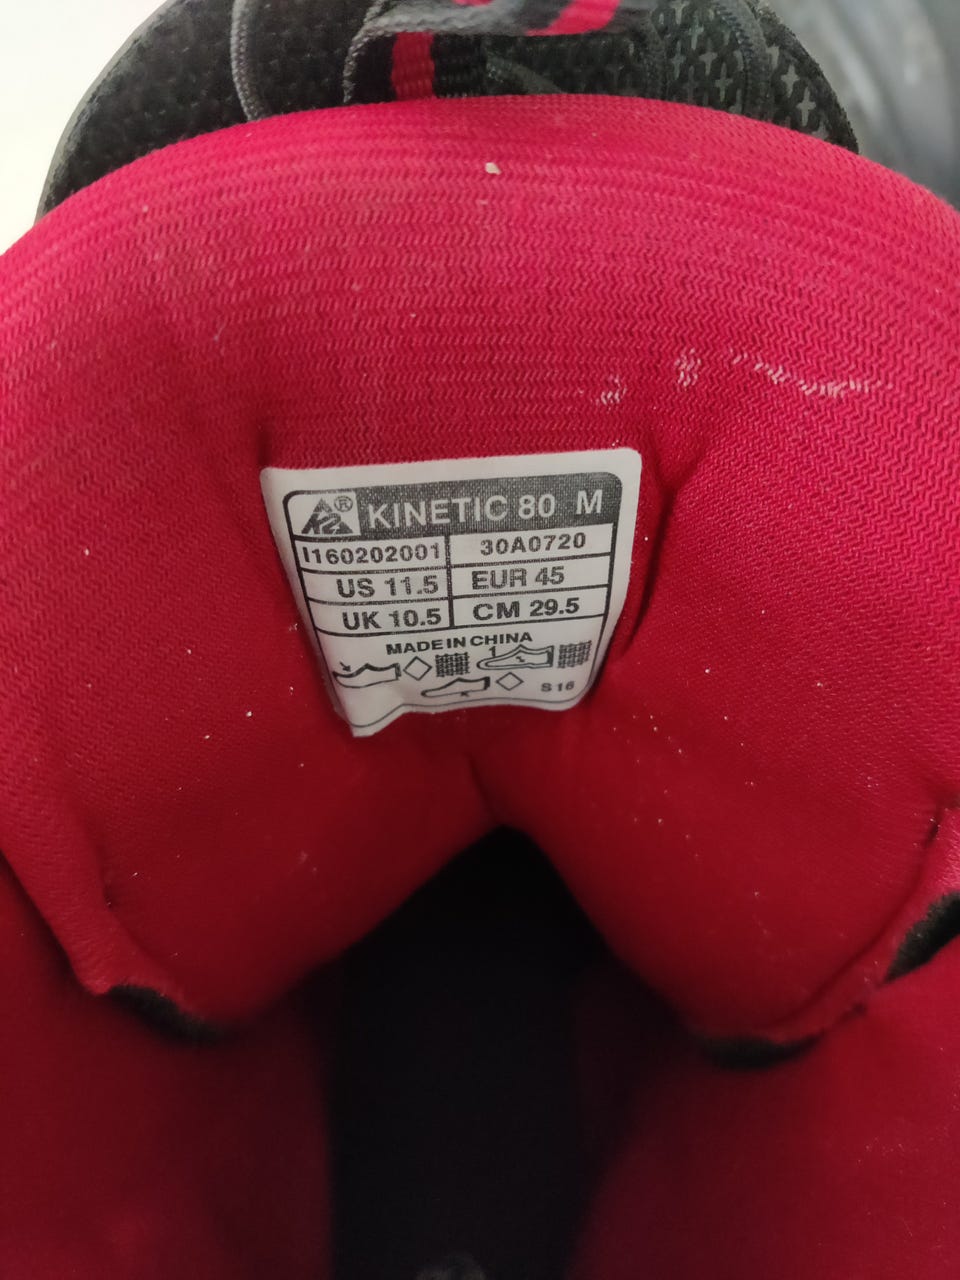 K2® KINETIC 80 M
I160202001 30A0720
US 11.5 EUR 45
UK 10.5 CM 29.5
MADE IN CHINA
1
S16